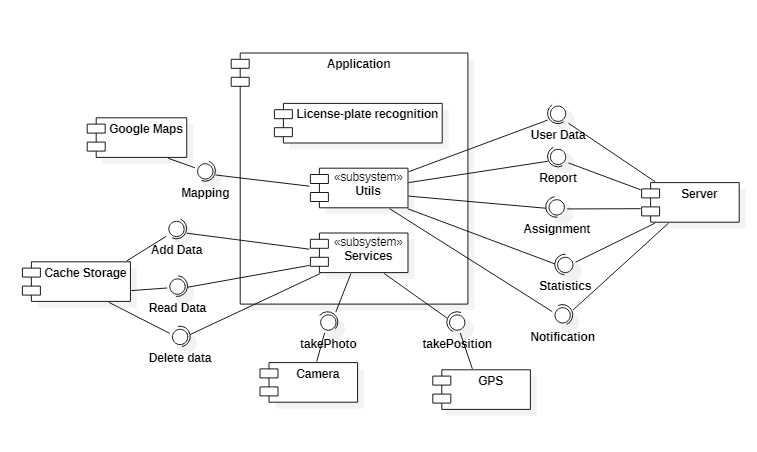 Application
License-plate recognition
Google Maps
Mapping
«subsystem»
Utils
User Data
Report
Assignment
Statistics
Notification
Server
«subsystem»
Services
Add Data
Cache Storage
Read Data
Delete data
takePhoto
takePosition
Camera
GPS